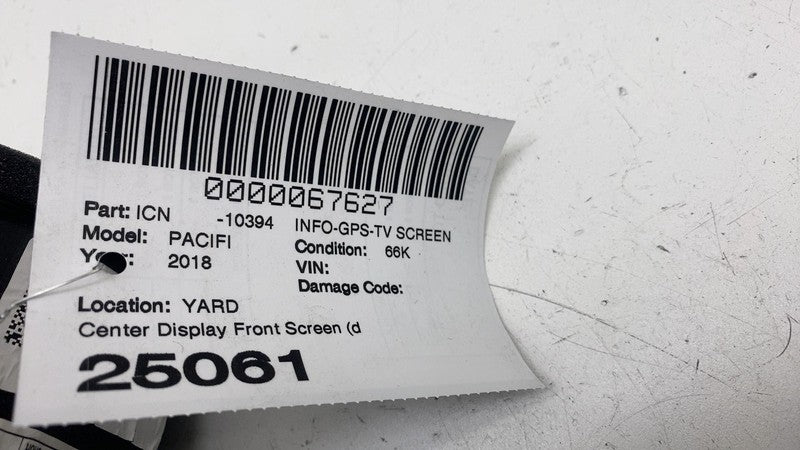 0000067627
Part: ICN -10394 INFO-GPS-TV SCREEN
Model: PACIFI Condition: 66K
Year: 2018 VIN:
Damage Code:
Location: YARD
Center Display Front Screen (d
25061